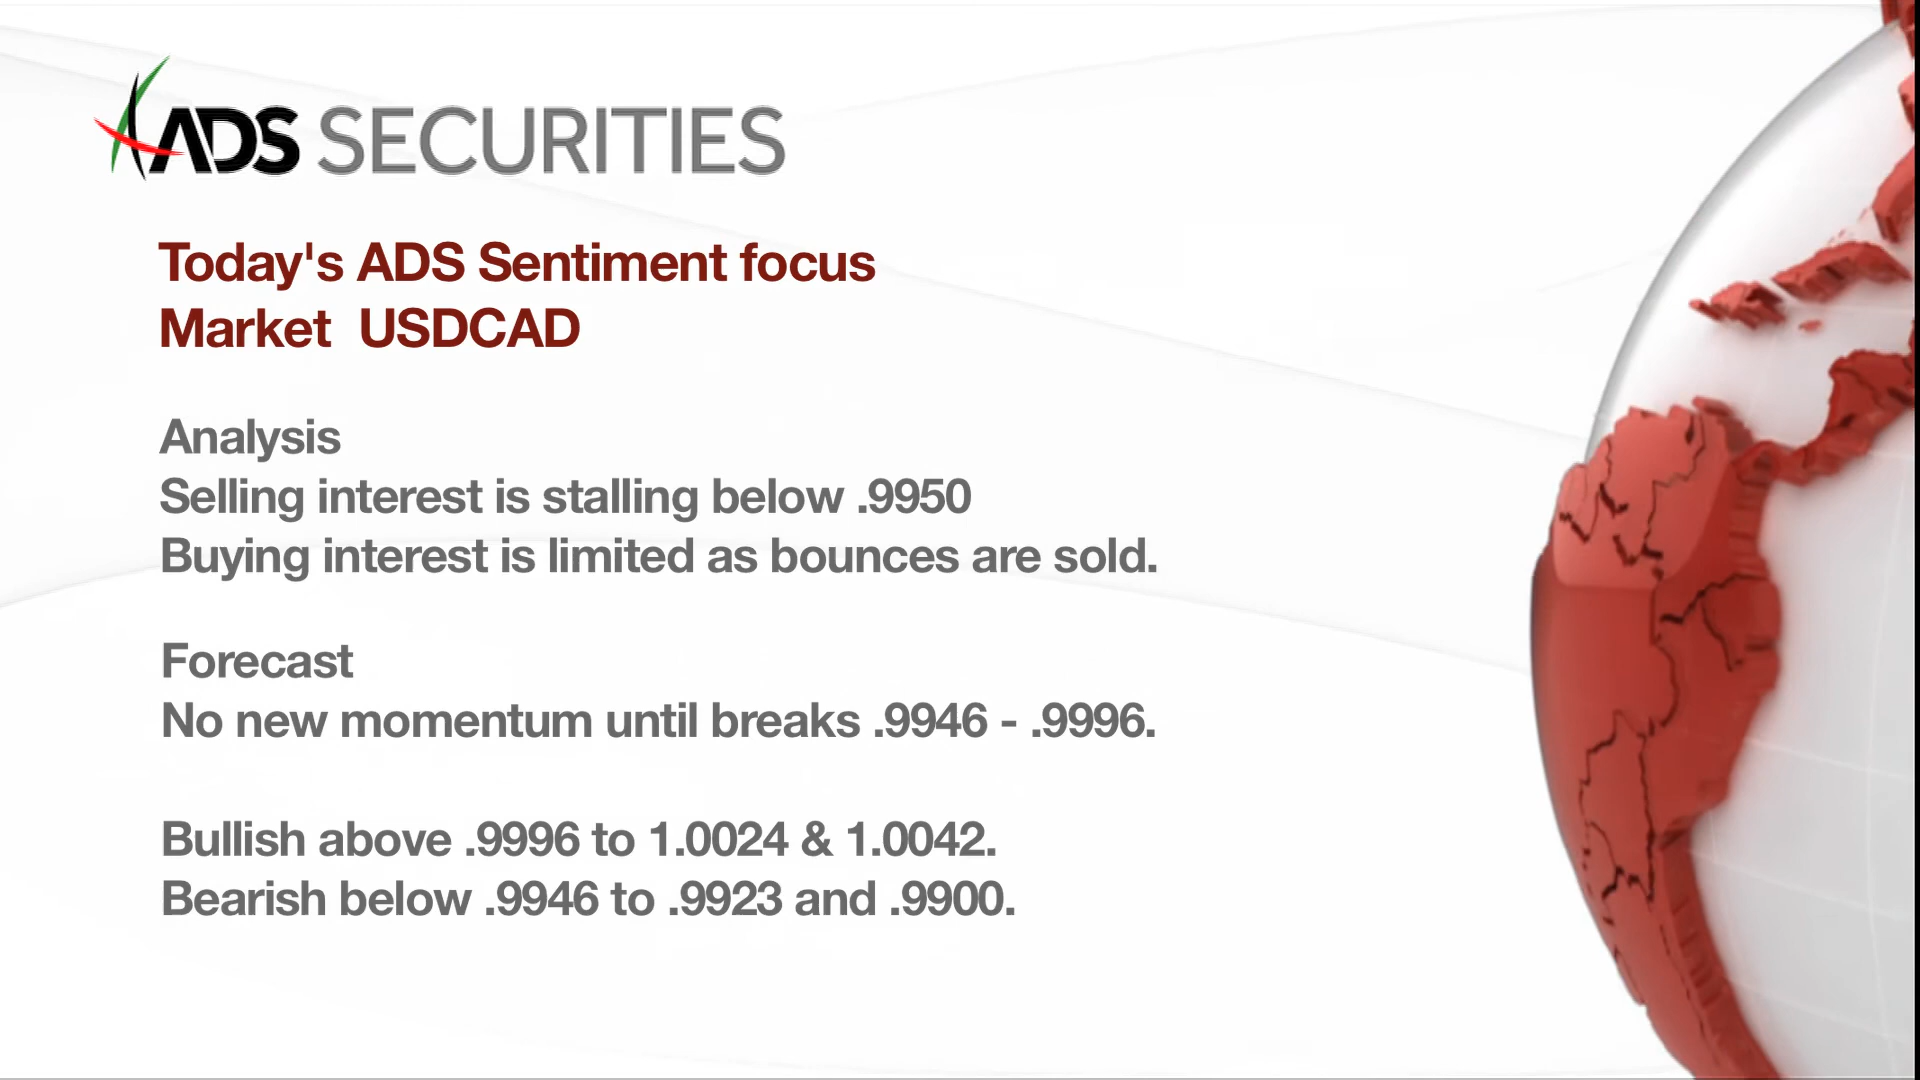 ADS SECURITIES
Today's ADS Sentiment focus
Market USDCAD
Analysis
Selling interest is stalling below .9950
Buying interest is limited as bounces are sold.
Forecast
No new momentum until breaks .9946 - .9996.
Bullish above .9996 to 1.0024 & 1.0042.
Bearish below .9946 to .9923 and .9900.